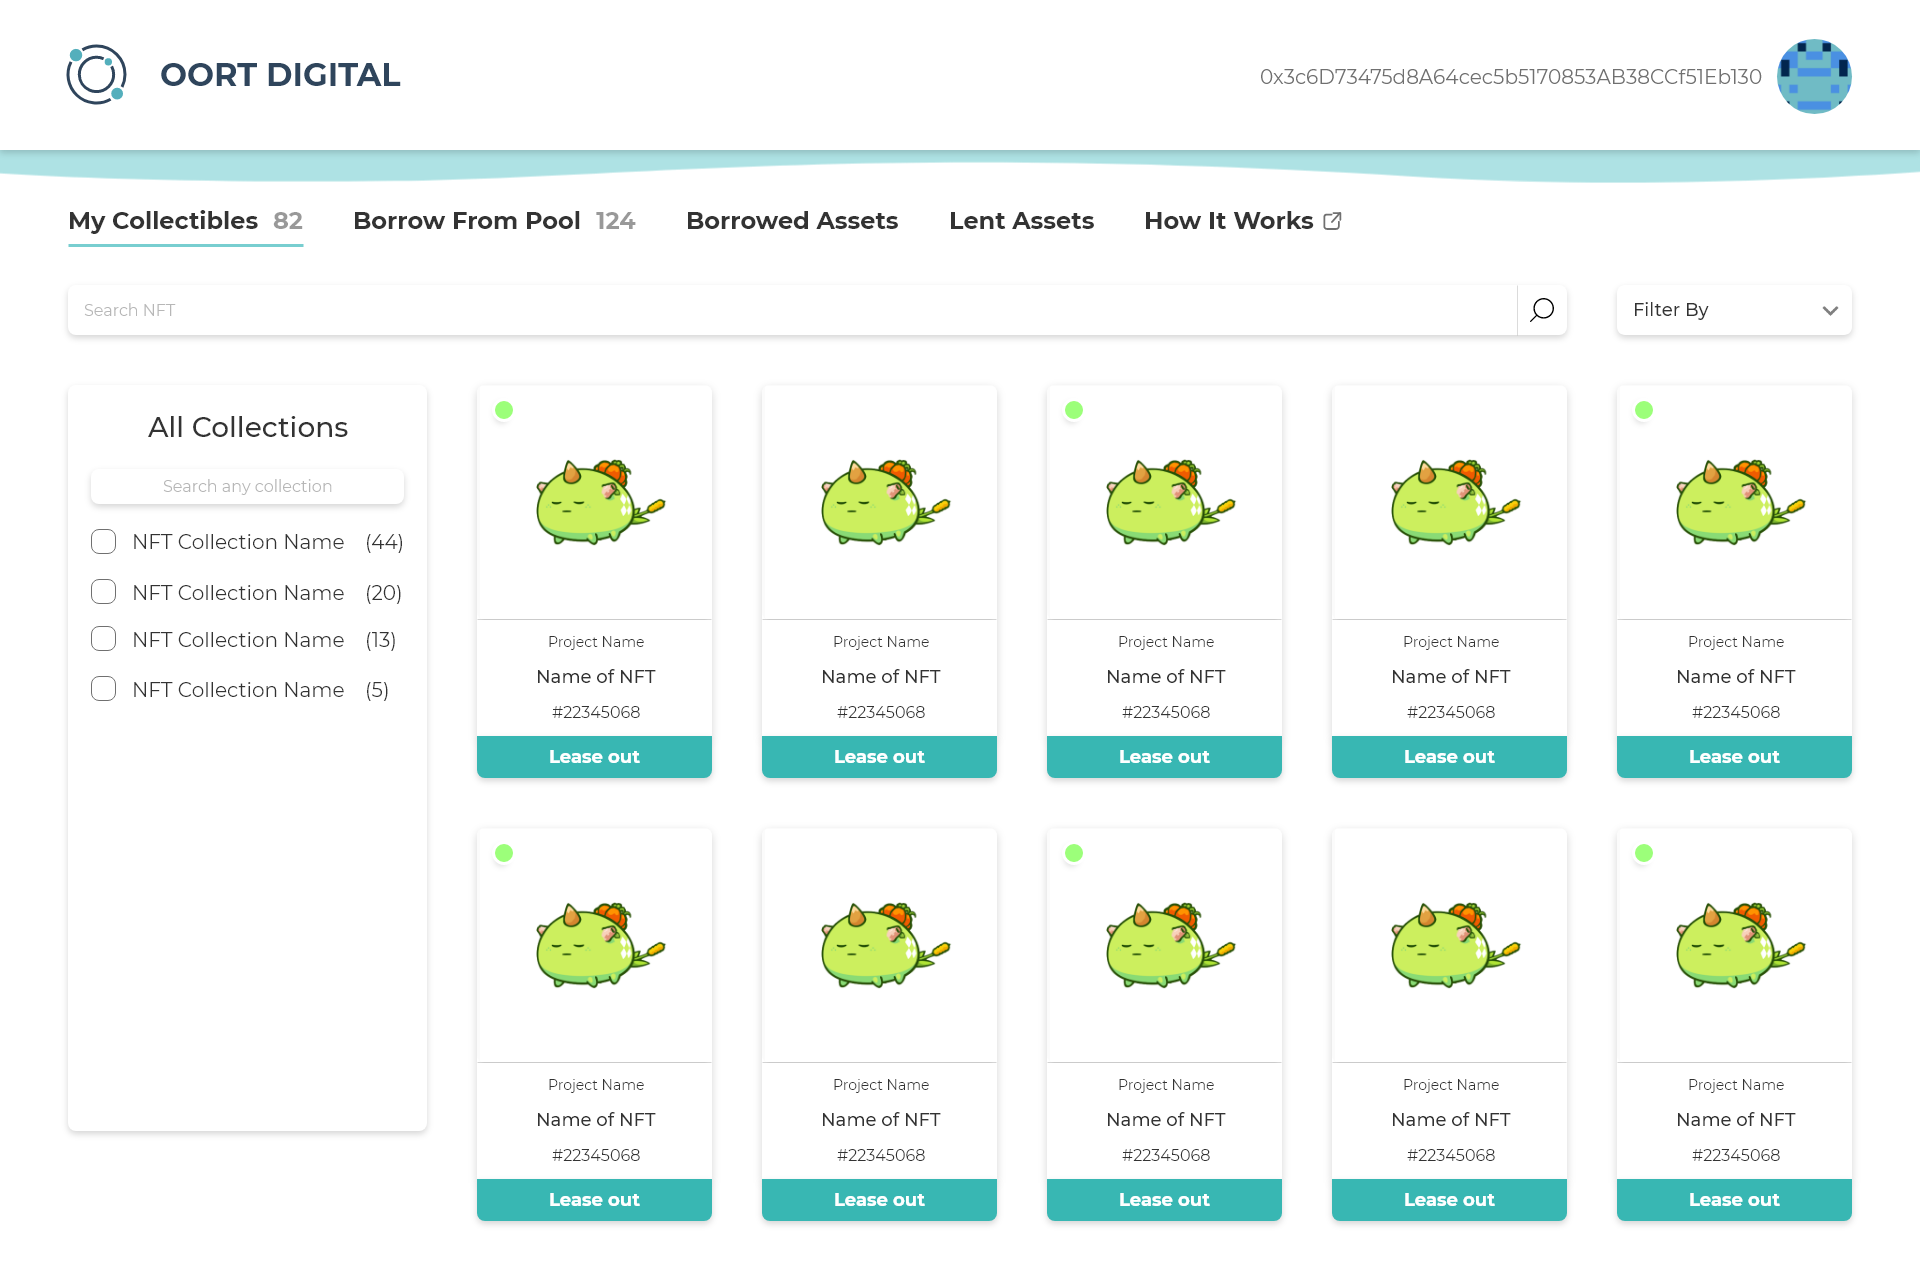 OORT DIGITAL
0x3c6D73475d8A64cec5b5170853AB38CCf51Eb130
My Collectibles 82 Borrow From Pool 124 Borrowed Assets Lent Assets How It Works
Search NFT
Filter By
All Collections
Search any collection
NFT Collection Name (44)
NFT Collection Name (20)
NFT Collection Name (13)
NFT Collection Name (5)
Project Name Project Name Project Name Project Name Project Name
Name of NFT Name of NFT Name of NFT Name of NFT Name of NFT
#22345068 #22345068 #22345068 #22345068 #22345068
Lease out Lease out Lease out Lease out Lease out
Project Name Project Name Project Name Project Name Project Name
Name of NFT Name of NFT Name of NFT Name of NFT Name of NFT
#22345068 #22345068 #22345068 #22345068 #22345068
Lease out Lease out Lease out Lease out Lease out